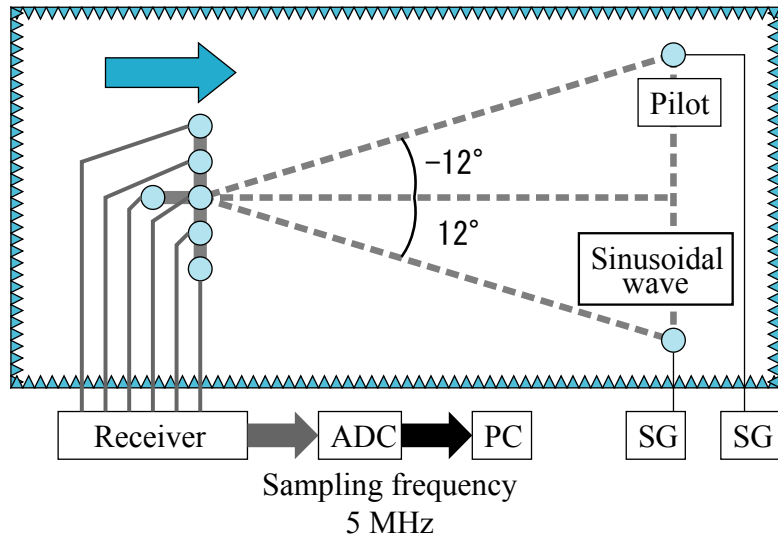 Pilot
-12°
12°
Sinusoidal
wave
Receiver
ADC
PC
SG
SG
Sampling frequency
5 MHz